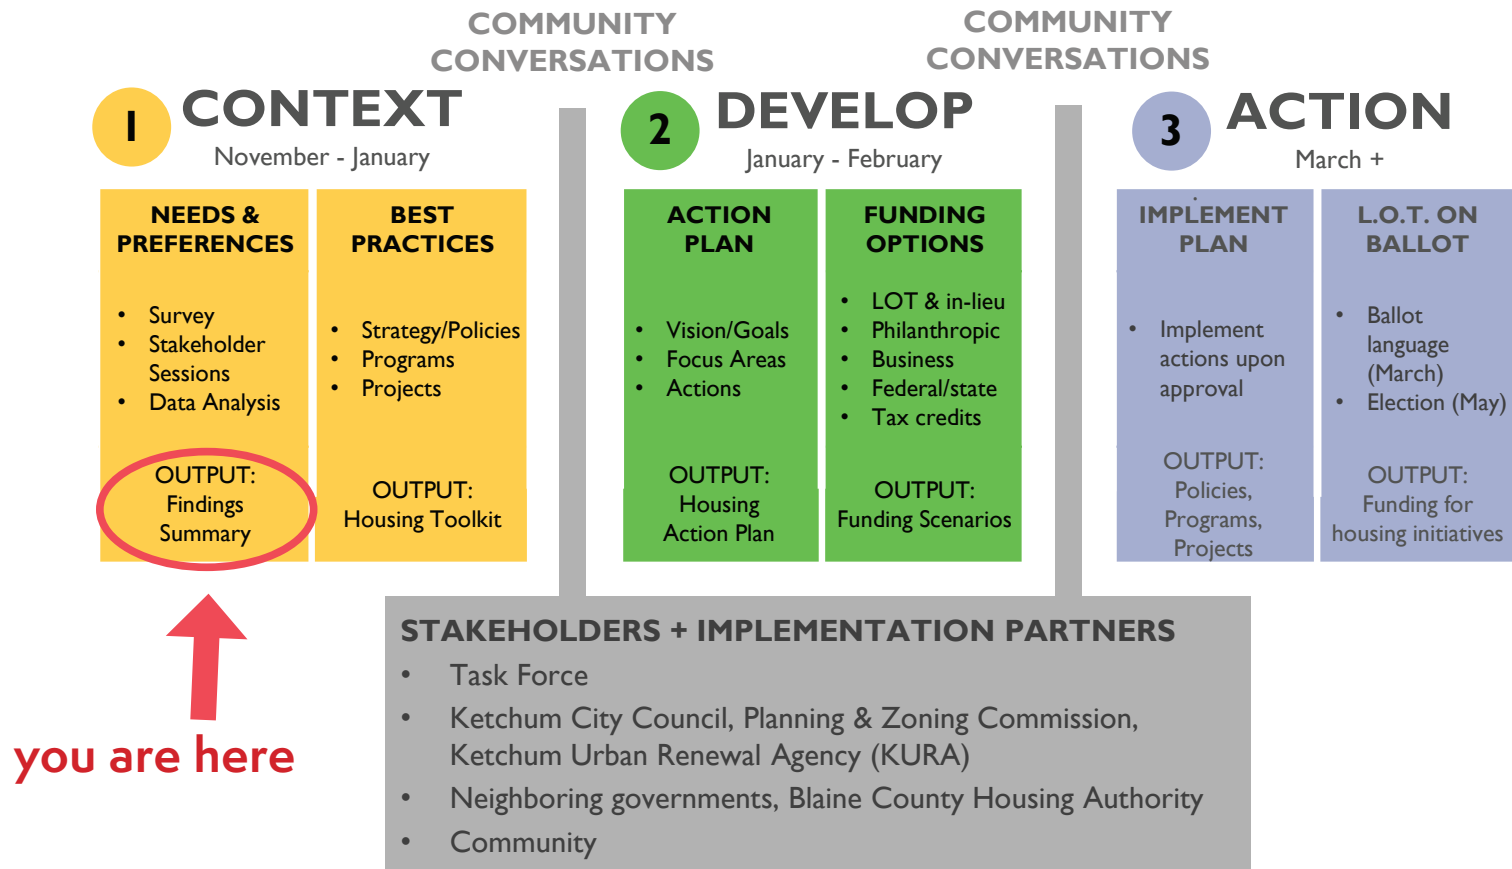 COMMUNITY
CONVERSATIONS
COMMUNITY
CONVERSATIONS
1 CONTEXT
November - January
NEEDS &
PREFERENCES
• Survey
• Stakeholder
Sessions
• Data Analysis
OUTPUT:
Findings
Summary
BEST
PRACTICES
• Strategy/Policies
• Programs
• Projects
OUTPUT:
Housing Toolkit
2 DEVELOP
January - February
ACTION
PLAN
• Vision/Goals
• Focus Areas
• Actions
OUTPUT:
Housing
Action Plan
FUNDING
OPTIONS
• LOT & in-lieu
• Philanthropic
• Business
• Federal/state
• Tax credits
OUTPUT:
Funding Scenarios
3 ACTION
March +
IMPLEMENT
PLAN
• Implement
actions upon
approval
OUTPUT:
Policies,
Programs,
Projects
L.O.T. ON
BALLOT
• Ballot
language
(March)
• Election (May)
OUTPUT:
Funding for
housing initiatives
you are here
STAKEHOLDERS + IMPLEMENTATION PARTNERS
• Task Force
• Ketchum City Council, Planning & Zoning Commission,
Ketchum Urban Renewal Agency (KURA)
• Neighboring governments, Blaine County Housing Authority
• Community